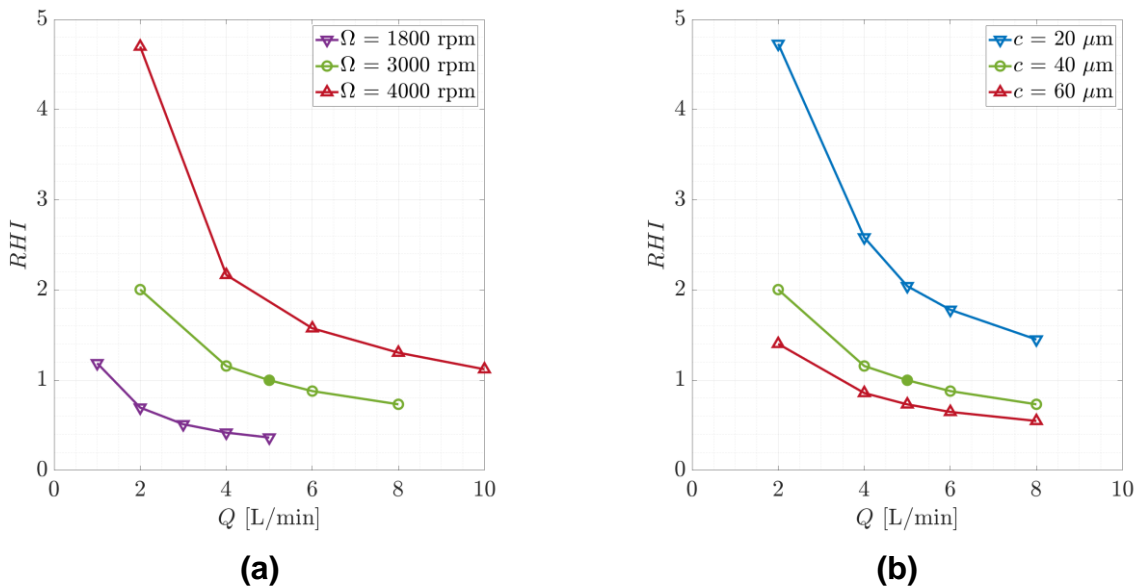 5
4
3
2
1
0
RHI
Ω = 1800 rpm
Ω = 3000 rpm
Ω = 4000 rpm
0 2 4 6 8 10
Q [L/min]
(a)
5
4
3
2
1
0
RHI
c = 20 μm
c = 40 μm
c = 60 μm
0 2 4 6 8 10
Q [L/min]
(b)